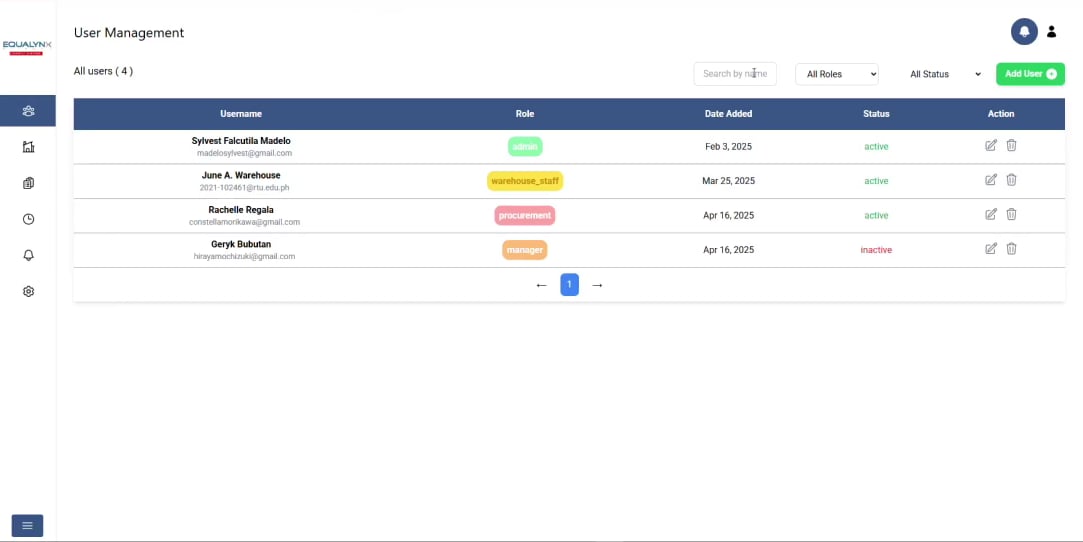 User Management
EQUALYNX
All users ( 4 )
Search by name
All Roles
All Status
Add User
Username Role Date Added Status Action
Sylvest Falcutila Madelo
madelosylvest@gmail.com
admin Feb 3, 2025 active
June A. Warehouse
2021-102461@rtu.edu.ph
warehouse_staff Mar 25, 2025 active
Rachelle Regala
constellamorikawa@gmail.com
procurement Apr 16, 2025 active
Geryk Bubutan
hirayamochizuki@gmail.com
manager Apr 16, 2025 inactive
← 1 →